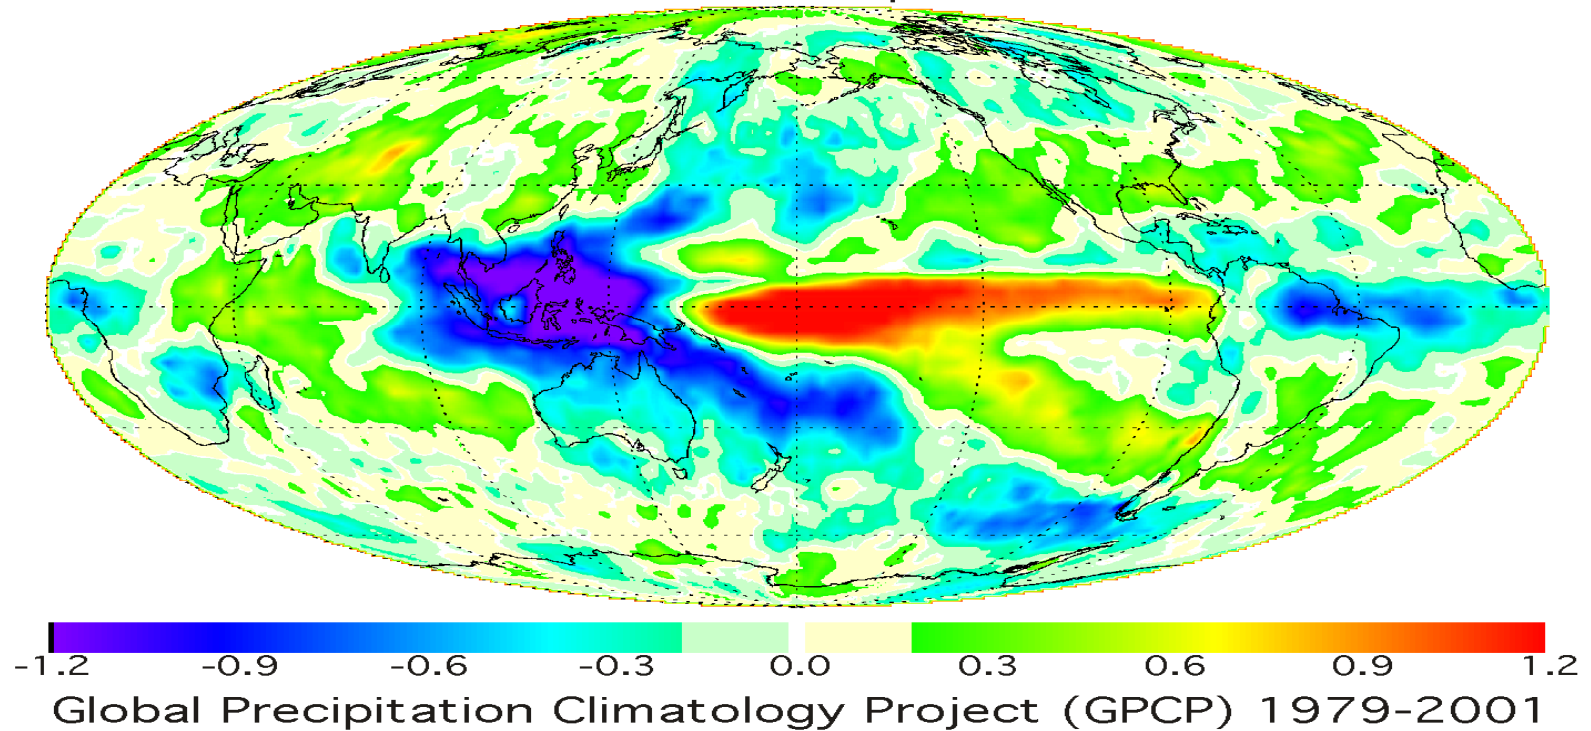 -1.2 -0.9 -0.6 -0.3 0.0 0.3 0.6 0.9 1.2
Global Precipitation Climatology Project (GPCP) 1979-2001